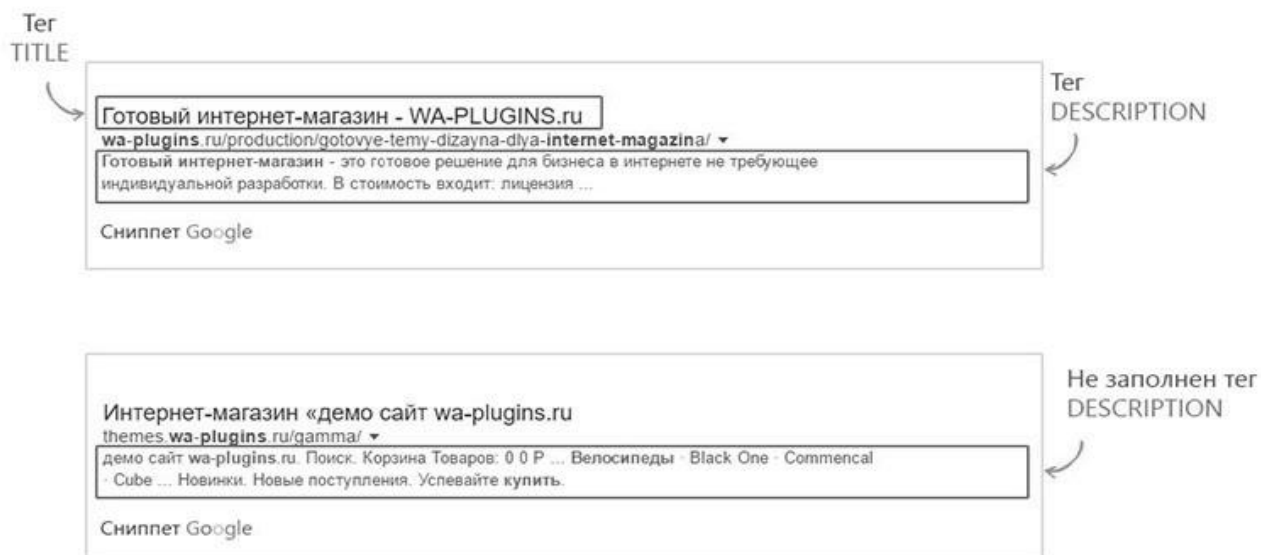 Тег
TITLE
Готовый интернет-магазин - WA-PLUGINS.ru
wa-plugins.ru/production/gotovye-temy-dizayna-dlya-internet-magazina/
Готовый интернет-магазин - это готовое решение для бизнеса в интернете не требующее
индивидуальной разработки. В стоимость входит: лицензия ...
Сниппет Google
Тег
DESCRIPTION
Интернет-магазин «демо сайт wa-plugins.ru
themes.wa-plugins.ru/gamma/
демо сайт wa-plugins.ru. Поиск. Корзина Товаров: 0 0 Р ... Велосипеды · Black One · Commencal
· Cube ... Новинки. Новые поступления. Успевайте купить.
Сниппет Google
Не заполнен тег
DESCRIPTION